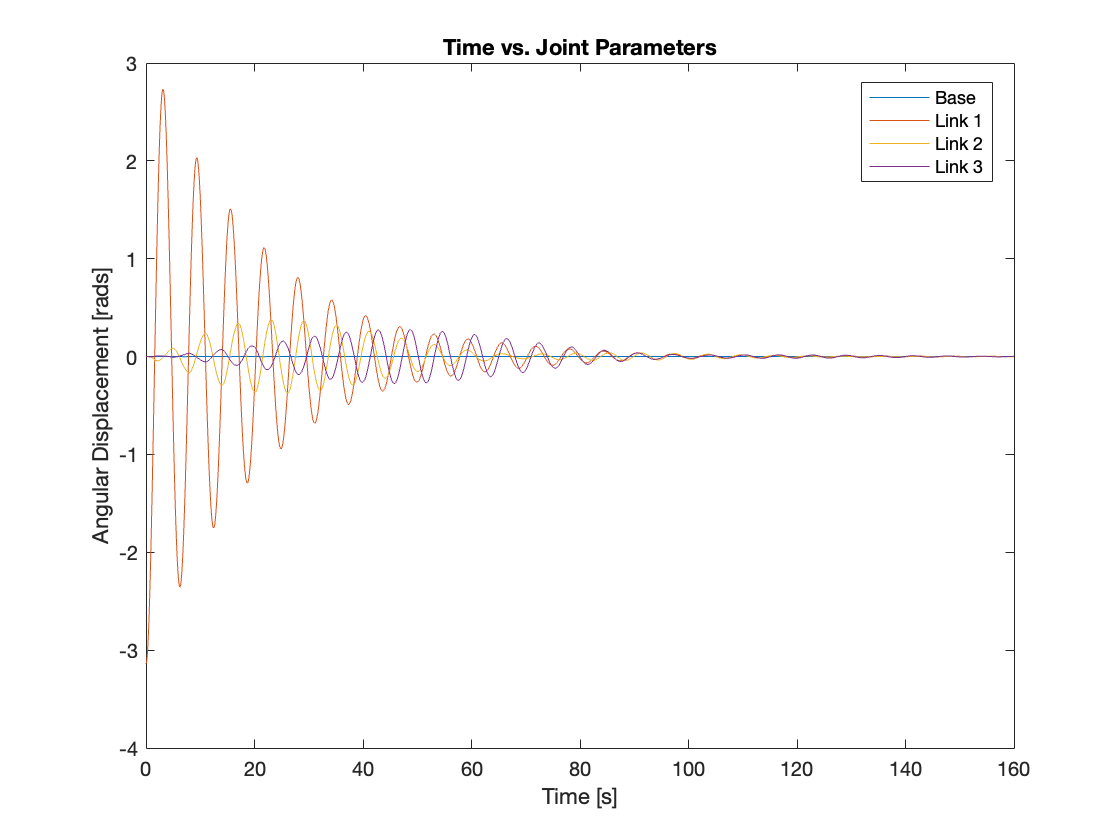 Time vs. Joint Parameters
3
2
1
0
-1
-2
-3
-4
Angular Displacement [rads]
Base
Link 1
Link 2
Link 3
0 20 40 60 80 100 120 140 160
Time [s]